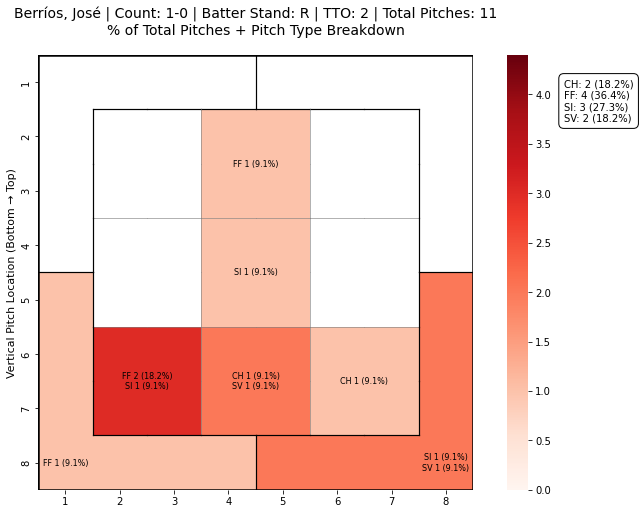 Berríos, José | Count: 1-0 | Batter Stand: R | TTO: 2 | Total Pitches: 11
% of Total Pitches + Pitch Type Breakdown
CH: 2 (18.2%)
FF: 4 (36.4%)
SI: 3 (27.3%)
SV: 2 (18.2%)
4.0
3.5
3.0
2.5
2.0
1.5
1.0
0.5
0.0
Vertical Pitch Location (Bottom → Top)
1
2
3
4
5
6
7
8
FF 1 (9.1%)
SI 1 (9.1%)
FF 2 (18.2%)
SI 1 (9.1%)
CH 1 (9.1%)
SV 1 (9.1%)
CH 1 (9.1%)
FF 1 (9.1%)
SI 1 (9.1%)
SV 1 (9.1%)
1 2 3 4 5 6 7 8